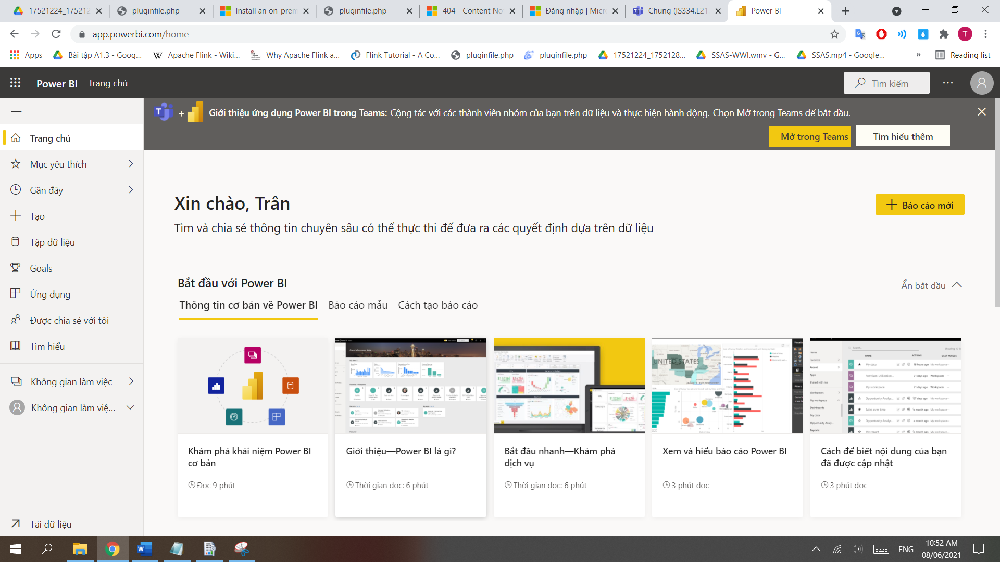 17521224_17521
pluginfile.php
Install an on-prem
pluginfile.php
404 - Content No
Đăng nhập | Micr
Chung (IS334.L21
Power BI
app.powerbi.com/home
T
Apps
Bài tập A1.3 - Goog...
Apache Flink - Wiki...
Why Apache Flink a...
Flink Tutorial - A Co...
pluginfile.php
pluginfile.php
17521224_1752128...
SSAS-WWI.wmv - G...
SSAS.mp4 - Google...
»
Reading list
Power BI
Trang chủ
Tìm kiếm
Giới thiệu ứng dụng Power BI trong Teams: Cộng tác với các thành viên nhóm của bạn trên dữ liệu và thực hiện hành động. Chọn Mở trong Teams để bắt đầu.
Mở trong Teams
Tìm hiểu thêm
Trang chủ
Mục yêu thích
Gần đây
Tạo
Tập dữ liệu
Goals
Ứng dụng
Được chia sẻ với tôi
Tìm hiểu
Không gian làm việc
Không gian làm việ...
Tải dữ liệu
Xin chào, Trân
Báo cáo mới
Tìm và chia sẻ thông tin chuyên sâu có thể thực thi để đưa ra các quyết định dựa trên dữ liệu
Bắt đầu với Power BI
Ẩn bắt đầu
Thông tin cơ bản về Power BI
Báo cáo mẫu
Cách tạo báo cáo
UNITED STATES
Khám phá khái niệm Power BI
cơ bản
Đọc 9 phút
Giới thiệu—Power BI là gì?
Thời gian đọc: 6 phút
Bắt đầu nhanh—Khám phá
dịch vụ
Thời gian đọc: 6 phút
Xem và hiểu báo cáo Power BI
3 phút đọc
Cách để biết nội dung của bạn
đã được cập nhật
3 phút đọc
ENG
10:52 AM
08/06/2021